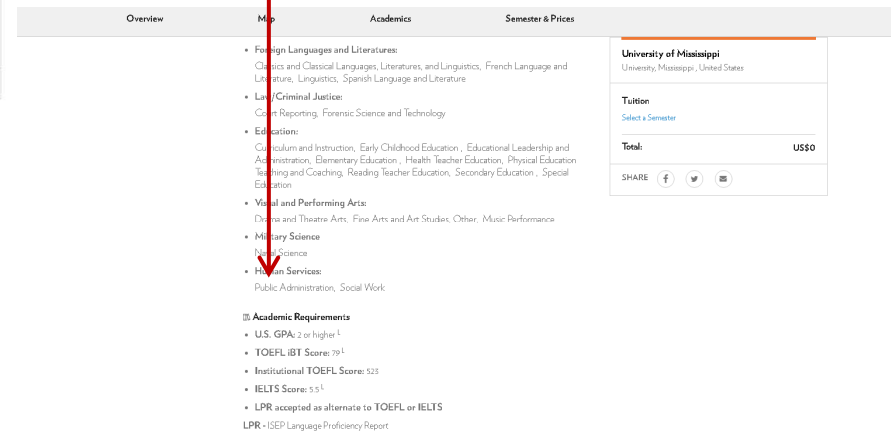 Overview Map Academics Semester & Prices
Foreign Languages and Literatures:
Classics and Classical Languages, Literatures, and Linguistics, French Language and
Literature, Linguistics, Spanish Language and Literature
Law/Criminal Justice:
Court Reporting, Forensic Science and Technology
Education:
Curriculum and Instruction, Early Childhood Education , Educational Leadership and
Administration, Elementary Education , Health Teacher Education, Physical Education
Teaching and Coaching, Reading Teacher Education, Secondary Education , Special
Education
Visual and Performing Arts:
Drama and Theatre Arts, Fine Arts and Art Studies, Other, Music Performance
Military Science
Naval Science
Human Services:
Public Administration, Social Work
Academic Requirements
U.S. GPA: 2 or higher L
TOEFL iBT Score: 79 L
Institutional TOEFL Score: 523
IELTS Score: 5.5 L
LPR accepted as alternate to TOEFL or IELTS
LPR - ISEP Language Proficiency Report
University of Mississippi
University, Mississippi , United States
Tuition
Select a Semester
Total: US$0
SHARE